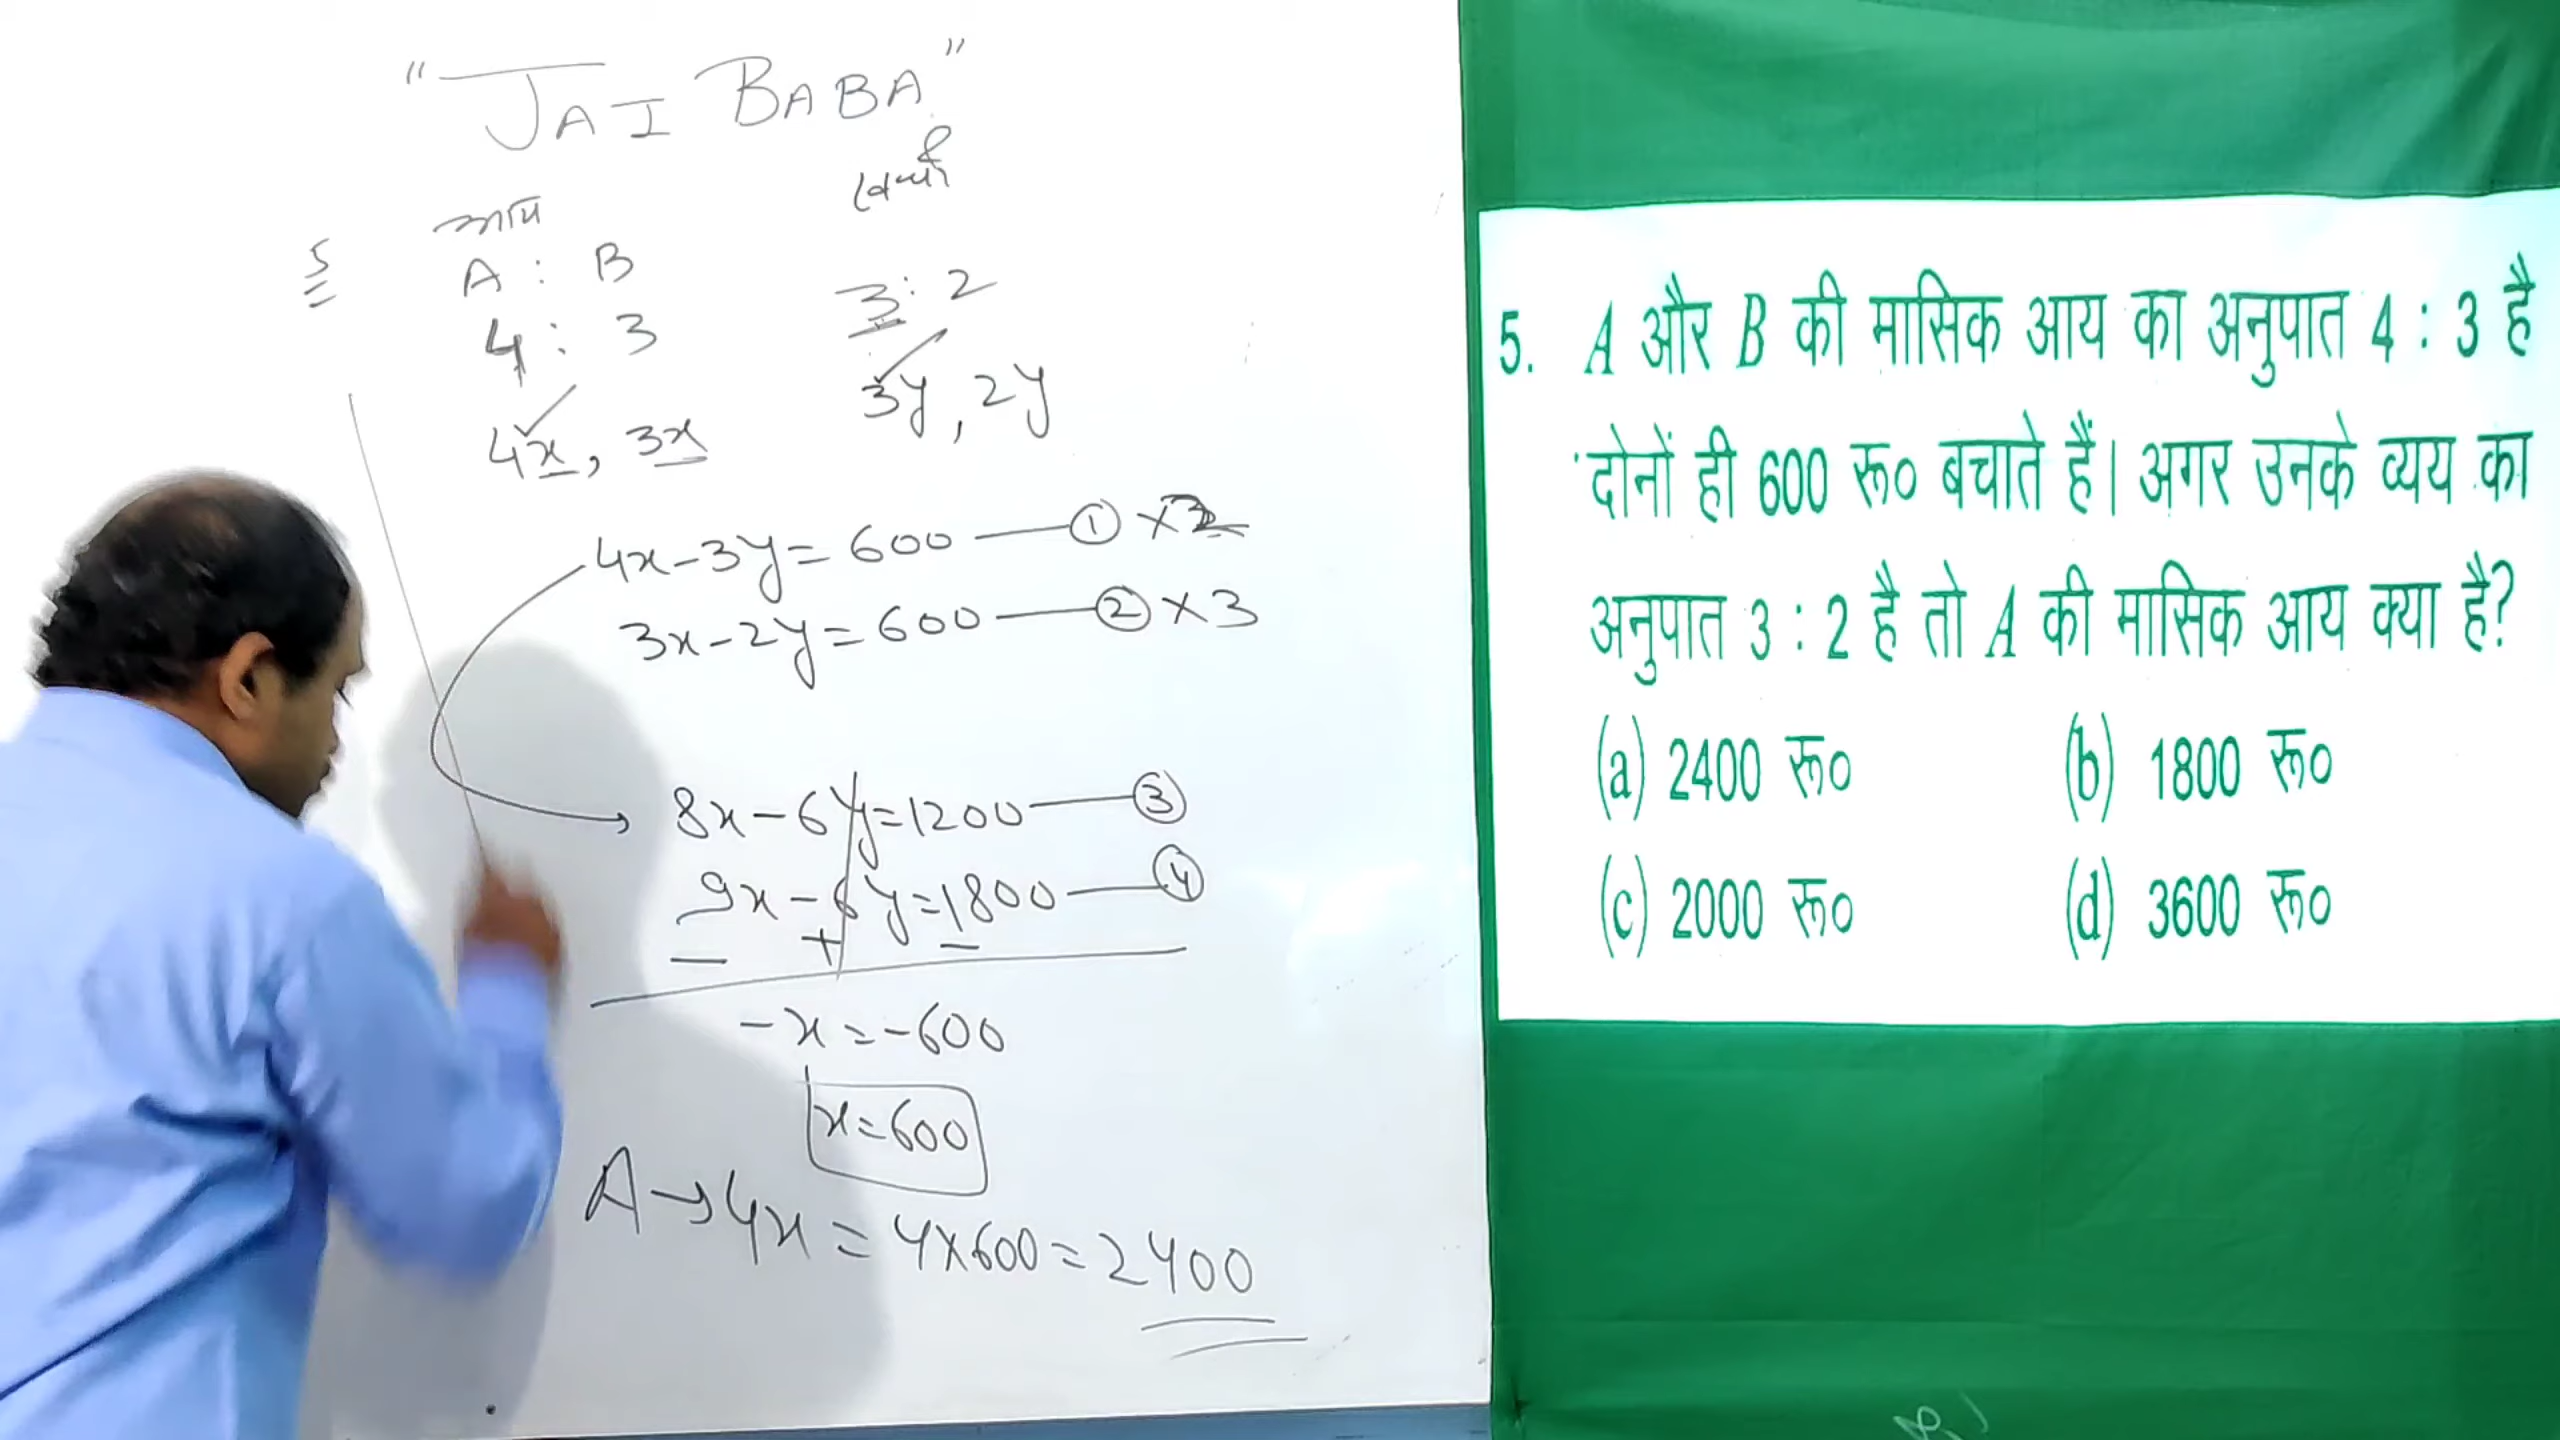 "JAI BABA"
आय
खर्च
5
A : B
4 : 3
3 : 2
4x, 3x
3y, 2y
4x-3y=600 — ① ×2
3x-2y=600 — ② ×3
8x-6y=1200 — ③
9x-6y=1800 — ④
— + —
-x=-600
x=600
A→4x=4×600=2400
5. A और B की मासिक आय का अनुपात 4 : 3 है
दोनों ही 600 रू० बचाते हैं। अगर उनके व्यय का
अनुपात 3 : 2 है तो A की मासिक आय क्या है?
(a) 2400 रू० (b) 1800 रू०
(c) 2000 रू० (d) 3600 रू०